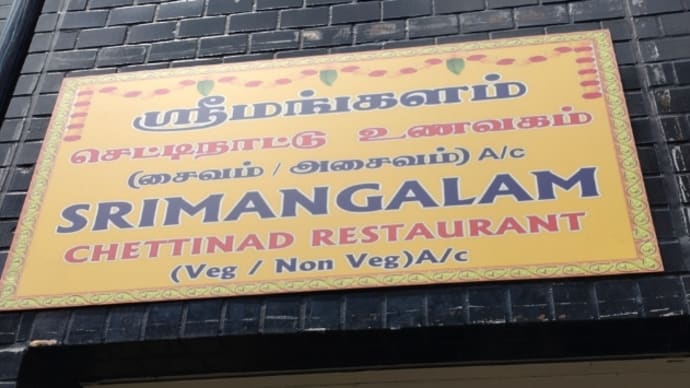 ஸ்ரீமங்களம்
செட்டிநாட்டு உணவகம்
(சைவம் / அசைவம்) A/c
SRIMANGALAM
CHETTINAD RESTAURANT
(Veg / Non Veg)A/c